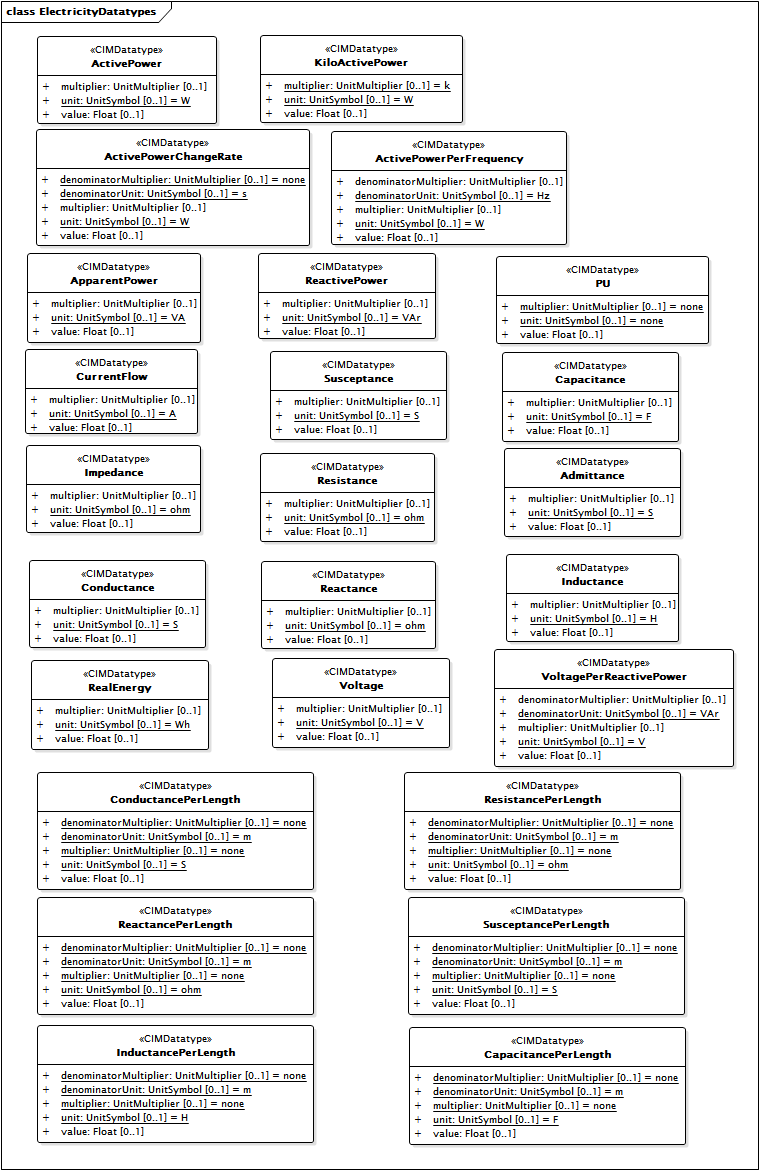 class ElectricityDatatypes
«CIMDatatype»
ActivePower
+ multiplier: UnitMultiplier [0..1]
+ unit: UnitSymbol [0..1] = W
+ value: Float [0..1]
«CIMDatatype»
KiloActivePower
+ multiplier: UnitMultiplier [0..1] = k
+ unit: UnitSymbol [0..1] = W
+ value: Float [0..1]
«CIMDatatype»
ActivePowerChangeRate
+ denominatorMultiplier: UnitMultiplier [0..1] = none
+ denominatorUnit: UnitSymbol [0..1] = s
+ multiplier: UnitMultiplier [0..1]
+ unit: UnitSymbol [0..1] = W
+ value: Float [0..1]
«CIMDatatype»
ActivePowerPerFrequency
+ denominatorMultiplier: UnitMultiplier [0..1]
+ denominatorUnit: UnitSymbol [0..1] = Hz
+ multiplier: UnitMultiplier [0..1]
+ unit: UnitSymbol [0..1] = W
+ value: Float [0..1]
«CIMDatatype»
ApparentPower
+ multiplier: UnitMultiplier [0..1]
+ unit: UnitSymbol [0..1] = VA
+ value: Float [0..1]
«CIMDatatype»
ReactivePower
+ multiplier: UnitMultiplier [0..1]
+ unit: UnitSymbol [0..1] = VAr
+ value: Float [0..1]
«CIMDatatype»
PU
+ multiplier: UnitMultiplier [0..1] = none
+ unit: UnitSymbol [0..1] = none
+ value: Float [0..1]
«CIMDatatype»
CurrentFlow
+ multiplier: UnitMultiplier [0..1]
+ unit: UnitSymbol [0..1] = A
+ value: Float [0..1]
«CIMDatatype»
Susceptance
+ multiplier: UnitMultiplier [0..1]
+ unit: UnitSymbol [0..1] = S
+ value: Float [0..1]
«CIMDatatype»
Capacitance
+ multiplier: UnitMultiplier [0..1]
+ unit: UnitSymbol [0..1] = F
+ value: Float [0..1]
«CIMDatatype»
Impedance
+ multiplier: UnitMultiplier [0..1]
+ unit: UnitSymbol [0..1] = ohm
+ value: Float [0..1]
«CIMDatatype»
Resistance
+ multiplier: UnitMultiplier [0..1]
+ unit: UnitSymbol [0..1] = ohm
+ value: Float [0..1]
«CIMDatatype»
Admittance
+ multiplier: UnitMultiplier [0..1]
+ unit: UnitSymbol [0..1] = S
+ value: Float [0..1]
«CIMDatatype»
Conductance
+ multiplier: UnitMultiplier [0..1]
+ unit: UnitSymbol [0..1] = S
+ value: Float [0..1]
«CIMDatatype»
Reactance
+ multiplier: UnitMultiplier [0..1]
+ unit: UnitSymbol [0..1] = ohm
+ value: Float [0..1]
«CIMDatatype»
Inductance
+ multiplier: UnitMultiplier [0..1]
+ unit: UnitSymbol [0..1] = H
+ value: Float [0..1]
«CIMDatatype»
RealEnergy
+ multiplier: UnitMultiplier [0..1]
+ unit: UnitSymbol [0..1] = Wh
+ value: Float [0..1]
«CIMDatatype»
Voltage
+ multiplier: UnitMultiplier [0..1]
+ unit: UnitSymbol [0..1] = V
+ value: Float [0..1]
«CIMDatatype»
VoltagePerReactivePower
+ denominatorMultiplier: UnitMultiplier [0..1]
+ denominatorUnit: UnitSymbol [0..1] = VAr
+ multiplier: UnitMultiplier [0..1]
+ unit: UnitSymbol [0..1] = V
+ value: Float [0..1]
«CIMDatatype»
ConductancePerLength
+ denominatorMultiplier: UnitMultiplier [0..1] = none
+ denominatorUnit: UnitSymbol [0..1] = m
+ multiplier: UnitMultiplier [0..1] = none
+ unit: UnitSymbol [0..1] = S
+ value: Float [0..1]
«CIMDatatype»
ResistancePerLength
+ denominatorMultiplier: UnitMultiplier [0..1] = none
+ denominatorUnit: UnitSymbol [0..1] = m
+ multiplier: UnitMultiplier [0..1] = none
+ unit: UnitSymbol [0..1] = ohm
+ value: Float [0..1]
«CIMDatatype»
ReactancePerLength
+ denominatorMultiplier: UnitMultiplier [0..1] = none
+ denominatorUnit: UnitSymbol [0..1] = m
+ multiplier: UnitMultiplier [0..1] = none
+ unit: UnitSymbol [0..1] = ohm
+ value: Float [0..1]
«CIMDatatype»
SusceptancePerLength
+ denominatorMultiplier: UnitMultiplier [0..1] = none
+ denominatorUnit: UnitSymbol [0..1] = m
+ multiplier: UnitMultiplier [0..1] = none
+ unit: UnitSymbol [0..1] = S
+ value: Float [0..1]
«CIMDatatype»
InductancePerLength
+ denominatorMultiplier: UnitMultiplier [0..1] = none
+ denominatorUnit: UnitSymbol [0..1] = m
+ multiplier: UnitMultiplier [0..1] = none
+ unit: UnitSymbol [0..1] = H
+ value: Float [0..1]
«CIMDatatype»
CapacitancePerLength
+ denominatorMultiplier: UnitMultiplier [0..1] = none
+ denominatorUnit: UnitSymbol [0..1] = m
+ multiplier: UnitMultiplier [0..1] = none
+ unit: UnitSymbol [0..1] = F
+ value: Float [0..1]